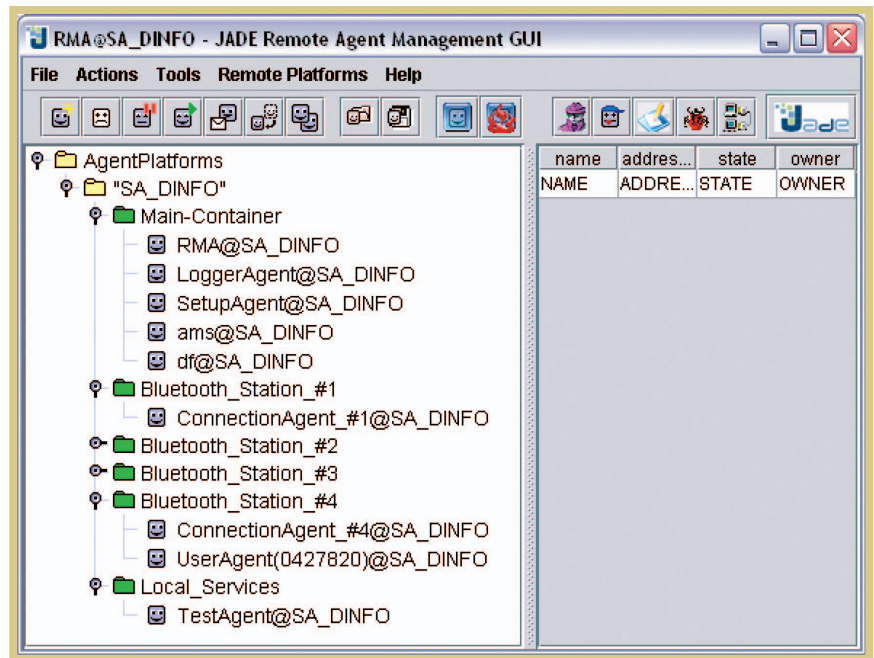 RMA@SA_DINFO - JADE Remote Agent Management GUI
File Actions Tools Remote Platforms Help
Jade
AgentPlatforms
"SA_DINFO"
Main-Container
RMA@SA_DINFO
LoggerAgent@SA_DINFO
SetupAgent@SA_DINFO
ams@SA_DINFO
df@SA_DINFO
Bluetooth_Station_#1
ConnectionAgent_#1@SA_DINFO
Bluetooth_Station_#2
Bluetooth_Station_#3
Bluetooth_Station_#4
ConnectionAgent_#4@SA_DINFO
UserAgent(0427820)@SA_DINFO
Local_Services
TestAgent@SA_DINFO
name addres... state owner
NAME ADDRE... STATE OWNER